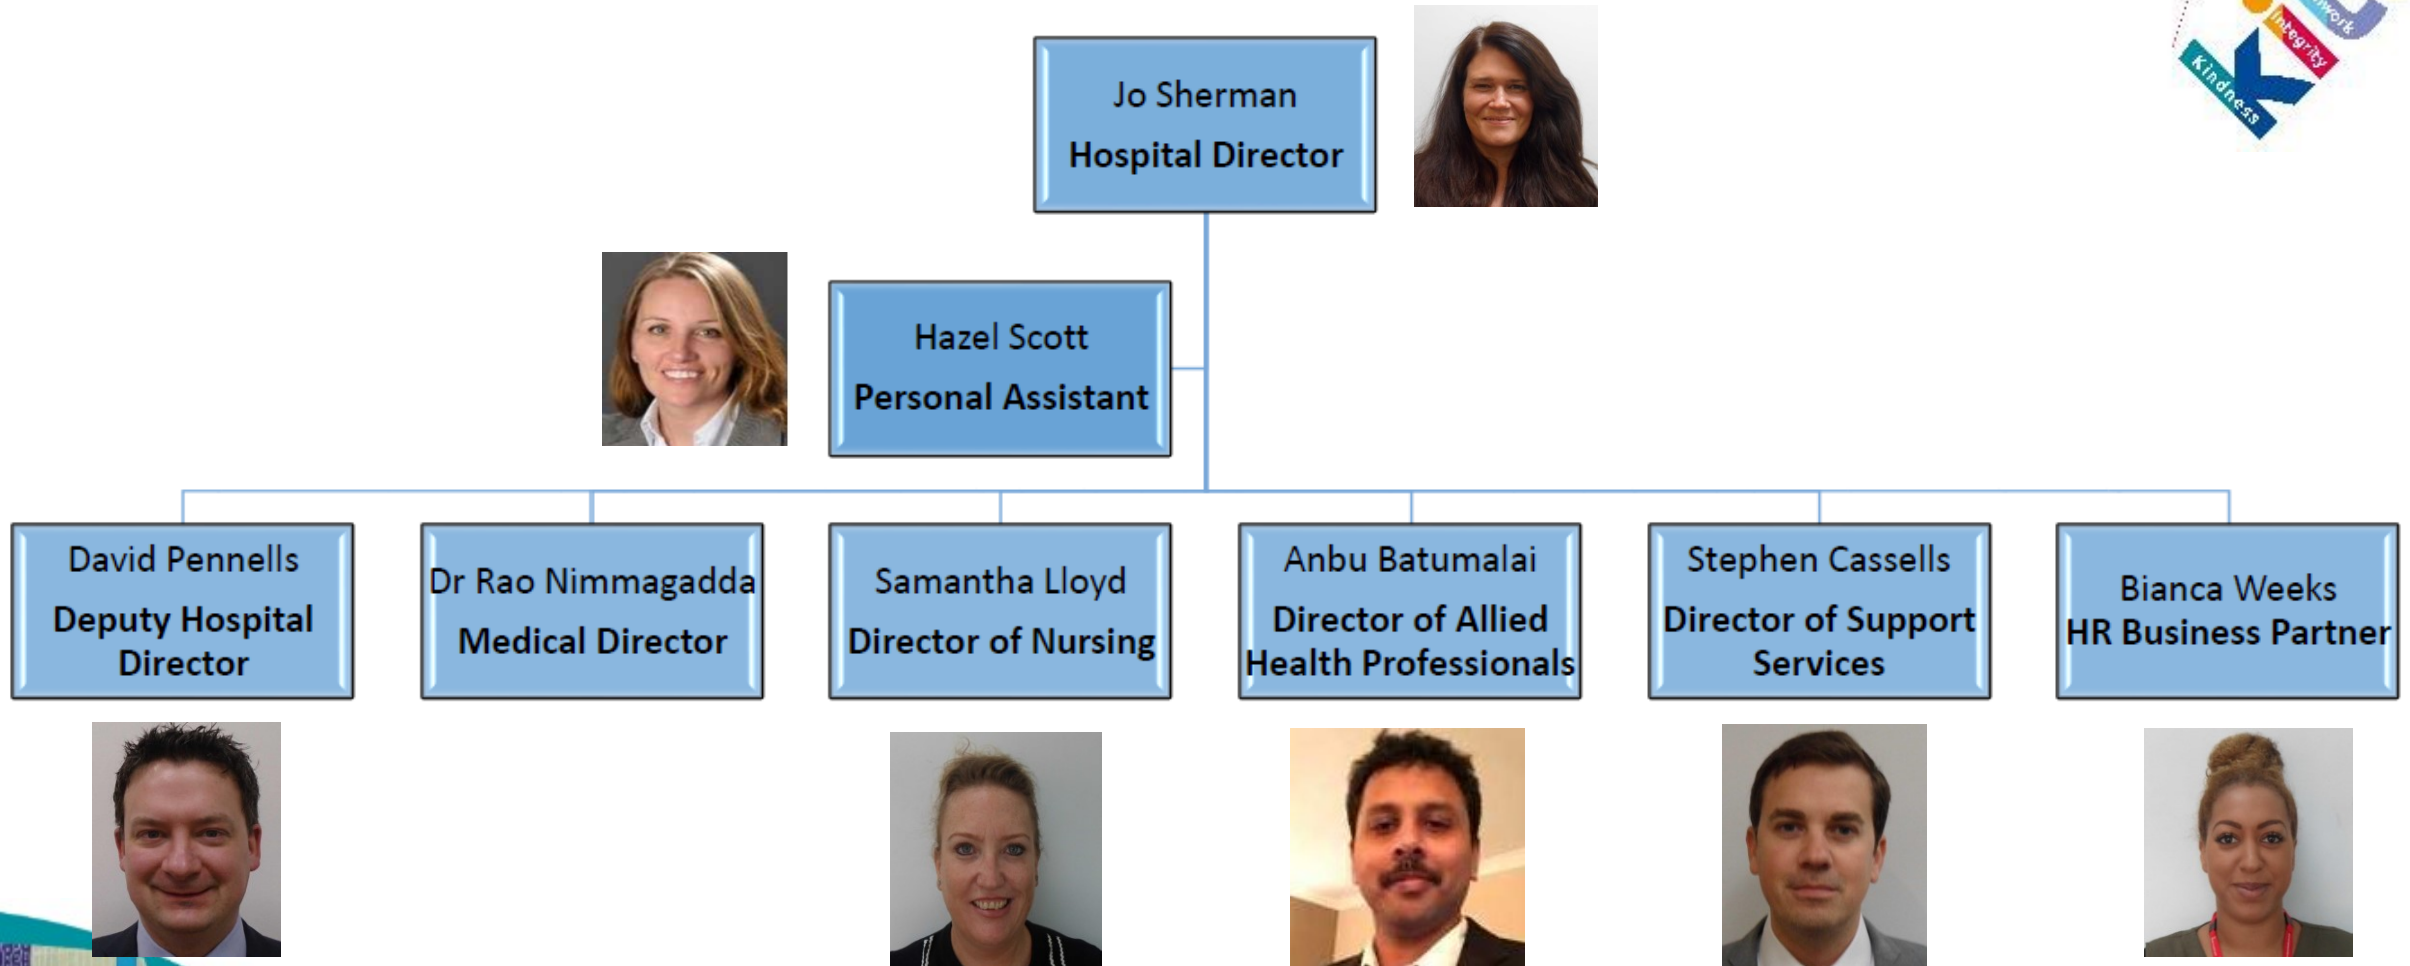 Integrity
Kindness
Jo Sherman
Hospital Director
Hazel Scott
Personal Assistant
David Pennells
Deputy Hospital
Director
Dr Rao Nimmagadda
Medical Director
Samantha Lloyd
Director of Nursing
Anbu Batumalai
Director of Allied
Health Professionals
Stephen Cassells
Director of Support
Services
Bianca Weeks
HR Business Partner